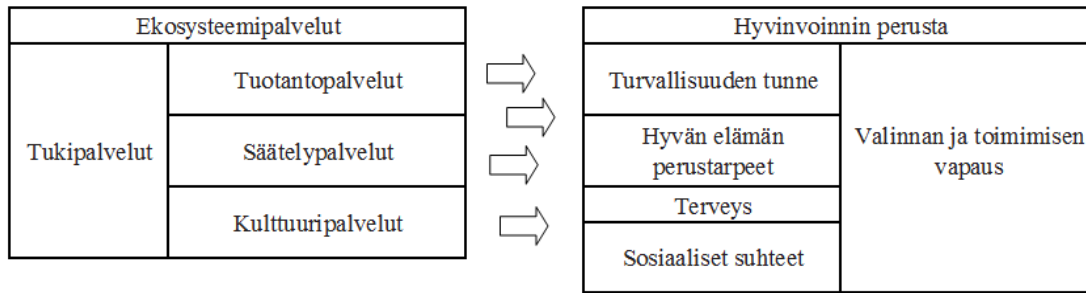 Ekosysteemipalvelut
Tukipalvelut
Tuotantopalvelut
Säätelypalvelut
Kulttuuripalvelut
Hyvinvoinnin perusta
Turvallisuuden tunne
Hyvän elämän
perustarpeet
Terveys
Sosiaaliset suhteet
Valinnan ja toimimisen
vapaus